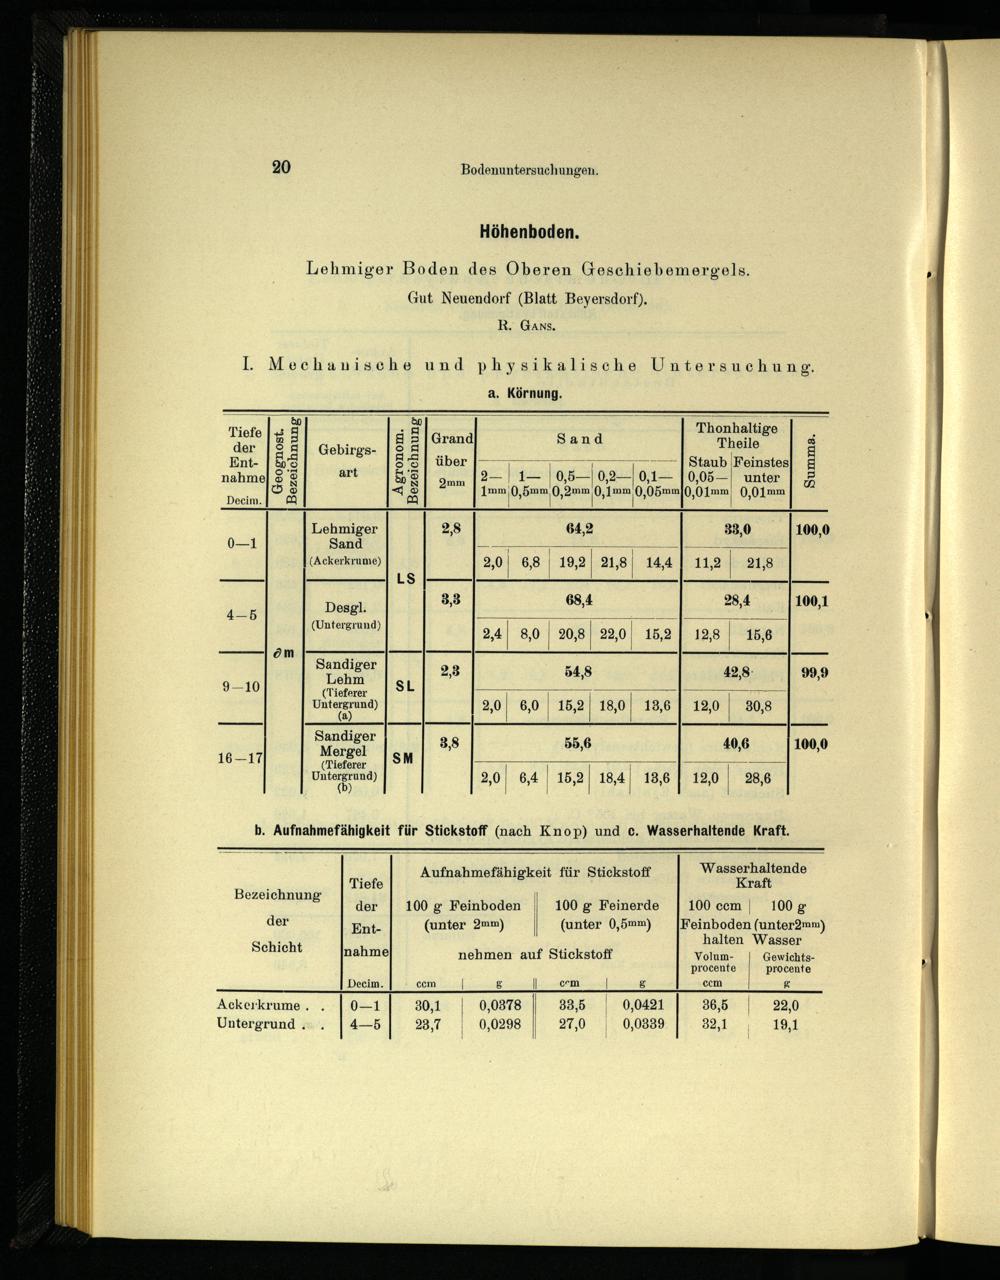 20
Bodenuntersuchungen.
Höhenboden.
Lehmiger Boden des Oberen Geschiebemergels.
Gut Neuendorf (Blatt Beyersdorf).
R. GANS.
I. Mechanische und physikalische Untersuchung.
a. Körnung.
Tiefe der Ent- nahme Decim.
Geognost. Bezeichnung
Gebirgs- art
Agronom. Bezeichnung
Grand über 2mm
Sand
2— 1mm
1— 0,5mm
0,5— 0,2mm
0,2— 0,1mm
0,1— 0,05mm
Thonhaltige Theile
Staub 0,05— 0,01mm
Feinstes unter 0,01mm
Summa.
0—1 Lehmiger Sand (Ackerkrume) 2,8 64,2 33,0 100,0
2,0 6,8 19,2 21,8 14,4 11,2 21,8
LS
4—5 Desgl. (Untergrund) 3,3 68,4 28,4 100,1
2,4 8,0 20,8 22,0 15,2 12,8 15,6
∂m
9—10 Sandiger Lehm (Tieferer Untergrund) (a) SL 2,3 54,8 42,8 99,9
2,0 6,0 15,2 18,0 13,6 12,0 30,8
16—17 Sandiger Mergel (Tieferer Untergrund) (b) SM 3,8 55,6 40,6 100,0
2,0 6,4 15,2 18,4 13,6 12,0 28,6
b. Aufnahmefähigkeit für Stickstoff (nach Knop) und c. Wasserhaltende Kraft.
Bezeichnung der Schicht
Tiefe der Ent- nahme Decim.
Aufnahmefähigkeit für Stickstoff
100 g Feinboden (unter 2mm)
100 g Feinerde (unter 0,5mm)
nehmen auf Stickstoff
ccm g ccm g
Wasserhaltende Kraft
100 ccm 100 g
Feinboden (unter 2mm)
halten Wasser
Volum- procente ccm
Gewichts- procente g
Ackerkrume . . 0—1 30,1 0,0378 33,5 0,0421 36,5 22,0
Untergrund . . 4—5 23,7 0,0298 27,0 0,0339 32,1 19,1